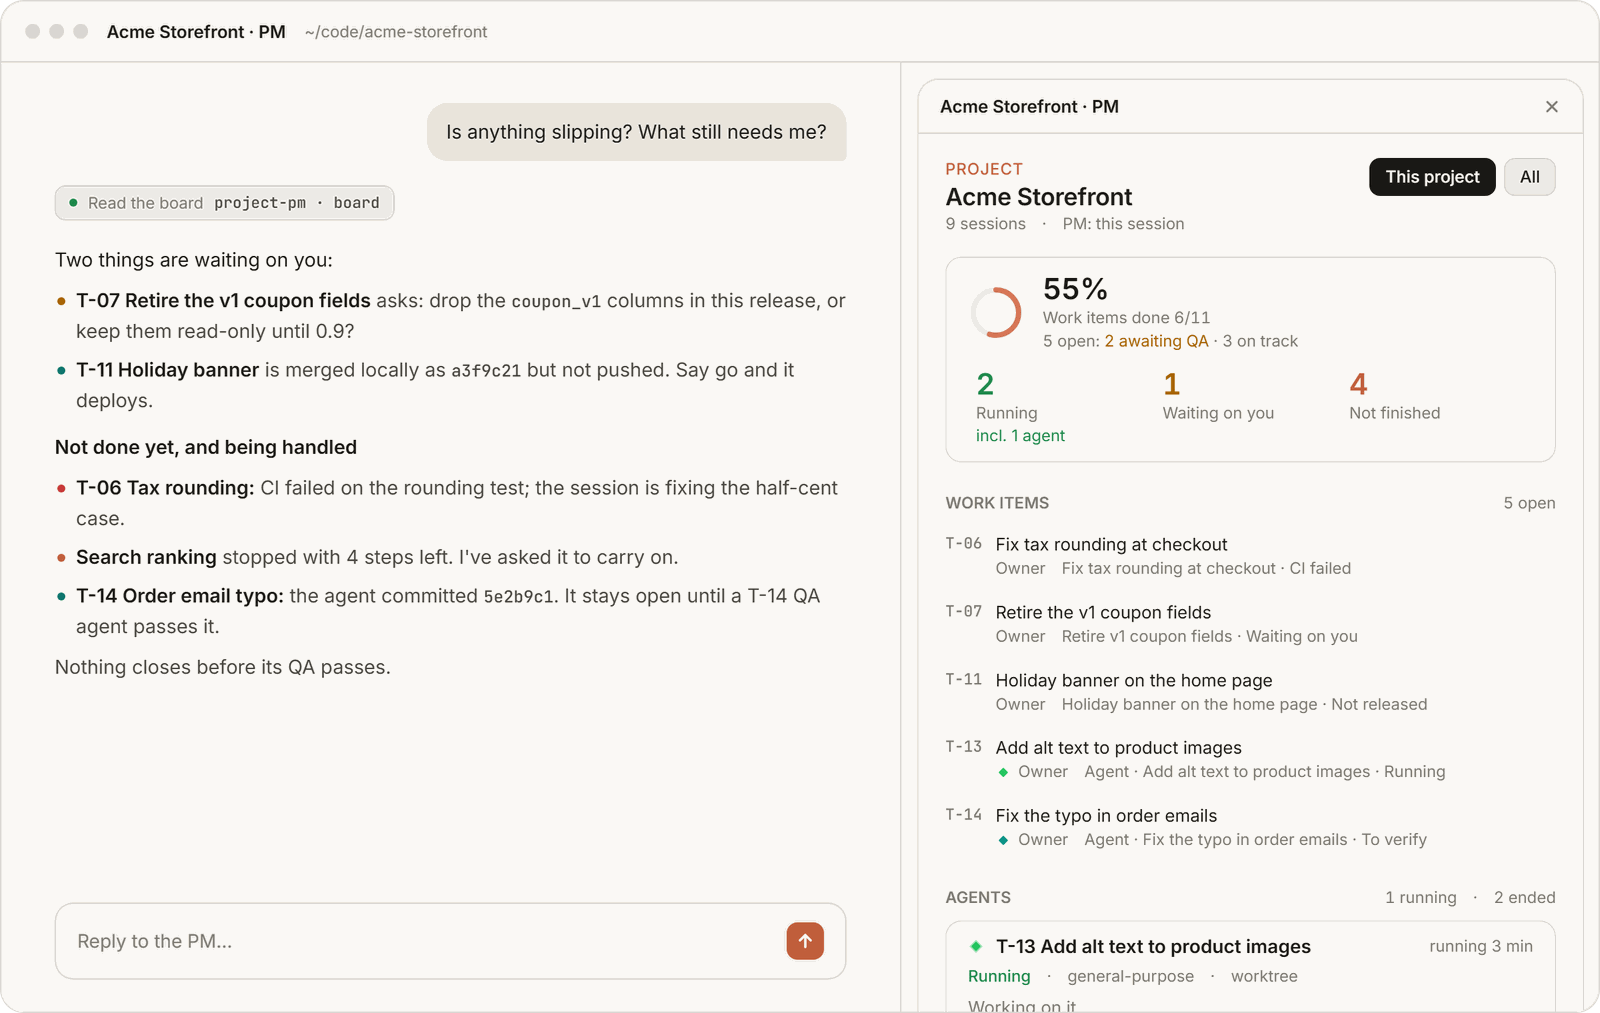 Acme Storefront · PM ~/code/acme-storefront
Is anything slipping? What still needs me?
Read the board project-pm · board
Two things are waiting on you:
T-07 Retire the v1 coupon fields asks: drop the coupon_v1 columns in this release, or
keep them read-only until 0.9?
T-11 Holiday banner is merged locally as a3f9c21 but not pushed. Say go and it
deploys.
Not done yet, and being handled
T-06 Tax rounding: CI failed on the rounding test; the session is fixing the half-cent
case.
Search ranking stopped with 4 steps left. I've asked it to carry on.
T-14 Order email typo: the agent committed 5e2b9c1. It stays open until a T-14 QA
agent passes it.
Nothing closes before its QA passes.
Reply to the PM...
Acme Storefront · PM
PROJECT
Acme Storefront
9 sessions · PM: this session
This project
All
55%
Work items done 6/11
5 open: 2 awaiting QA · 3 on track
2
Running
incl. 1 agent
1
Waiting on you
4
Not finished
WORK ITEMS 5 open
T-06 Fix tax rounding at checkout
Owner Fix tax rounding at checkout · CI failed
T-07 Retire the v1 coupon fields
Owner Retire v1 coupon fields · Waiting on you
T-11 Holiday banner on the home page
Owner Holiday banner on the home page · Not released
T-13 Add alt text to product images
Owner Agent · Add alt text to product images · Running
T-14 Fix the typo in order emails
Owner Agent · Fix the typo in order emails · To verify
AGENTS 1 running · 2 ended
T-13 Add alt text to product images running 3 min
Running · general-purpose · worktree
Working on it